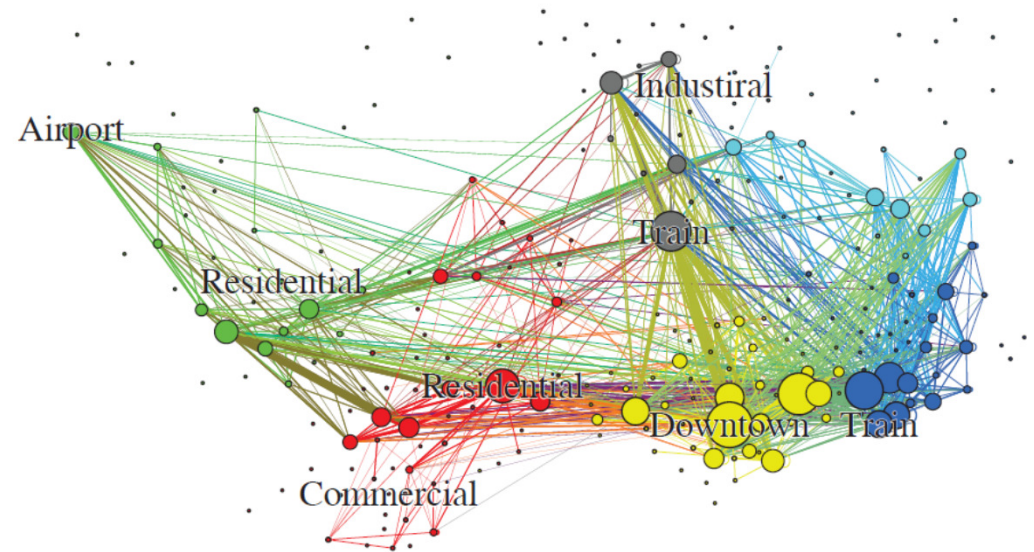 Industiral
Airport
Train
Residential
Residential
Downtown
Train
Commercial